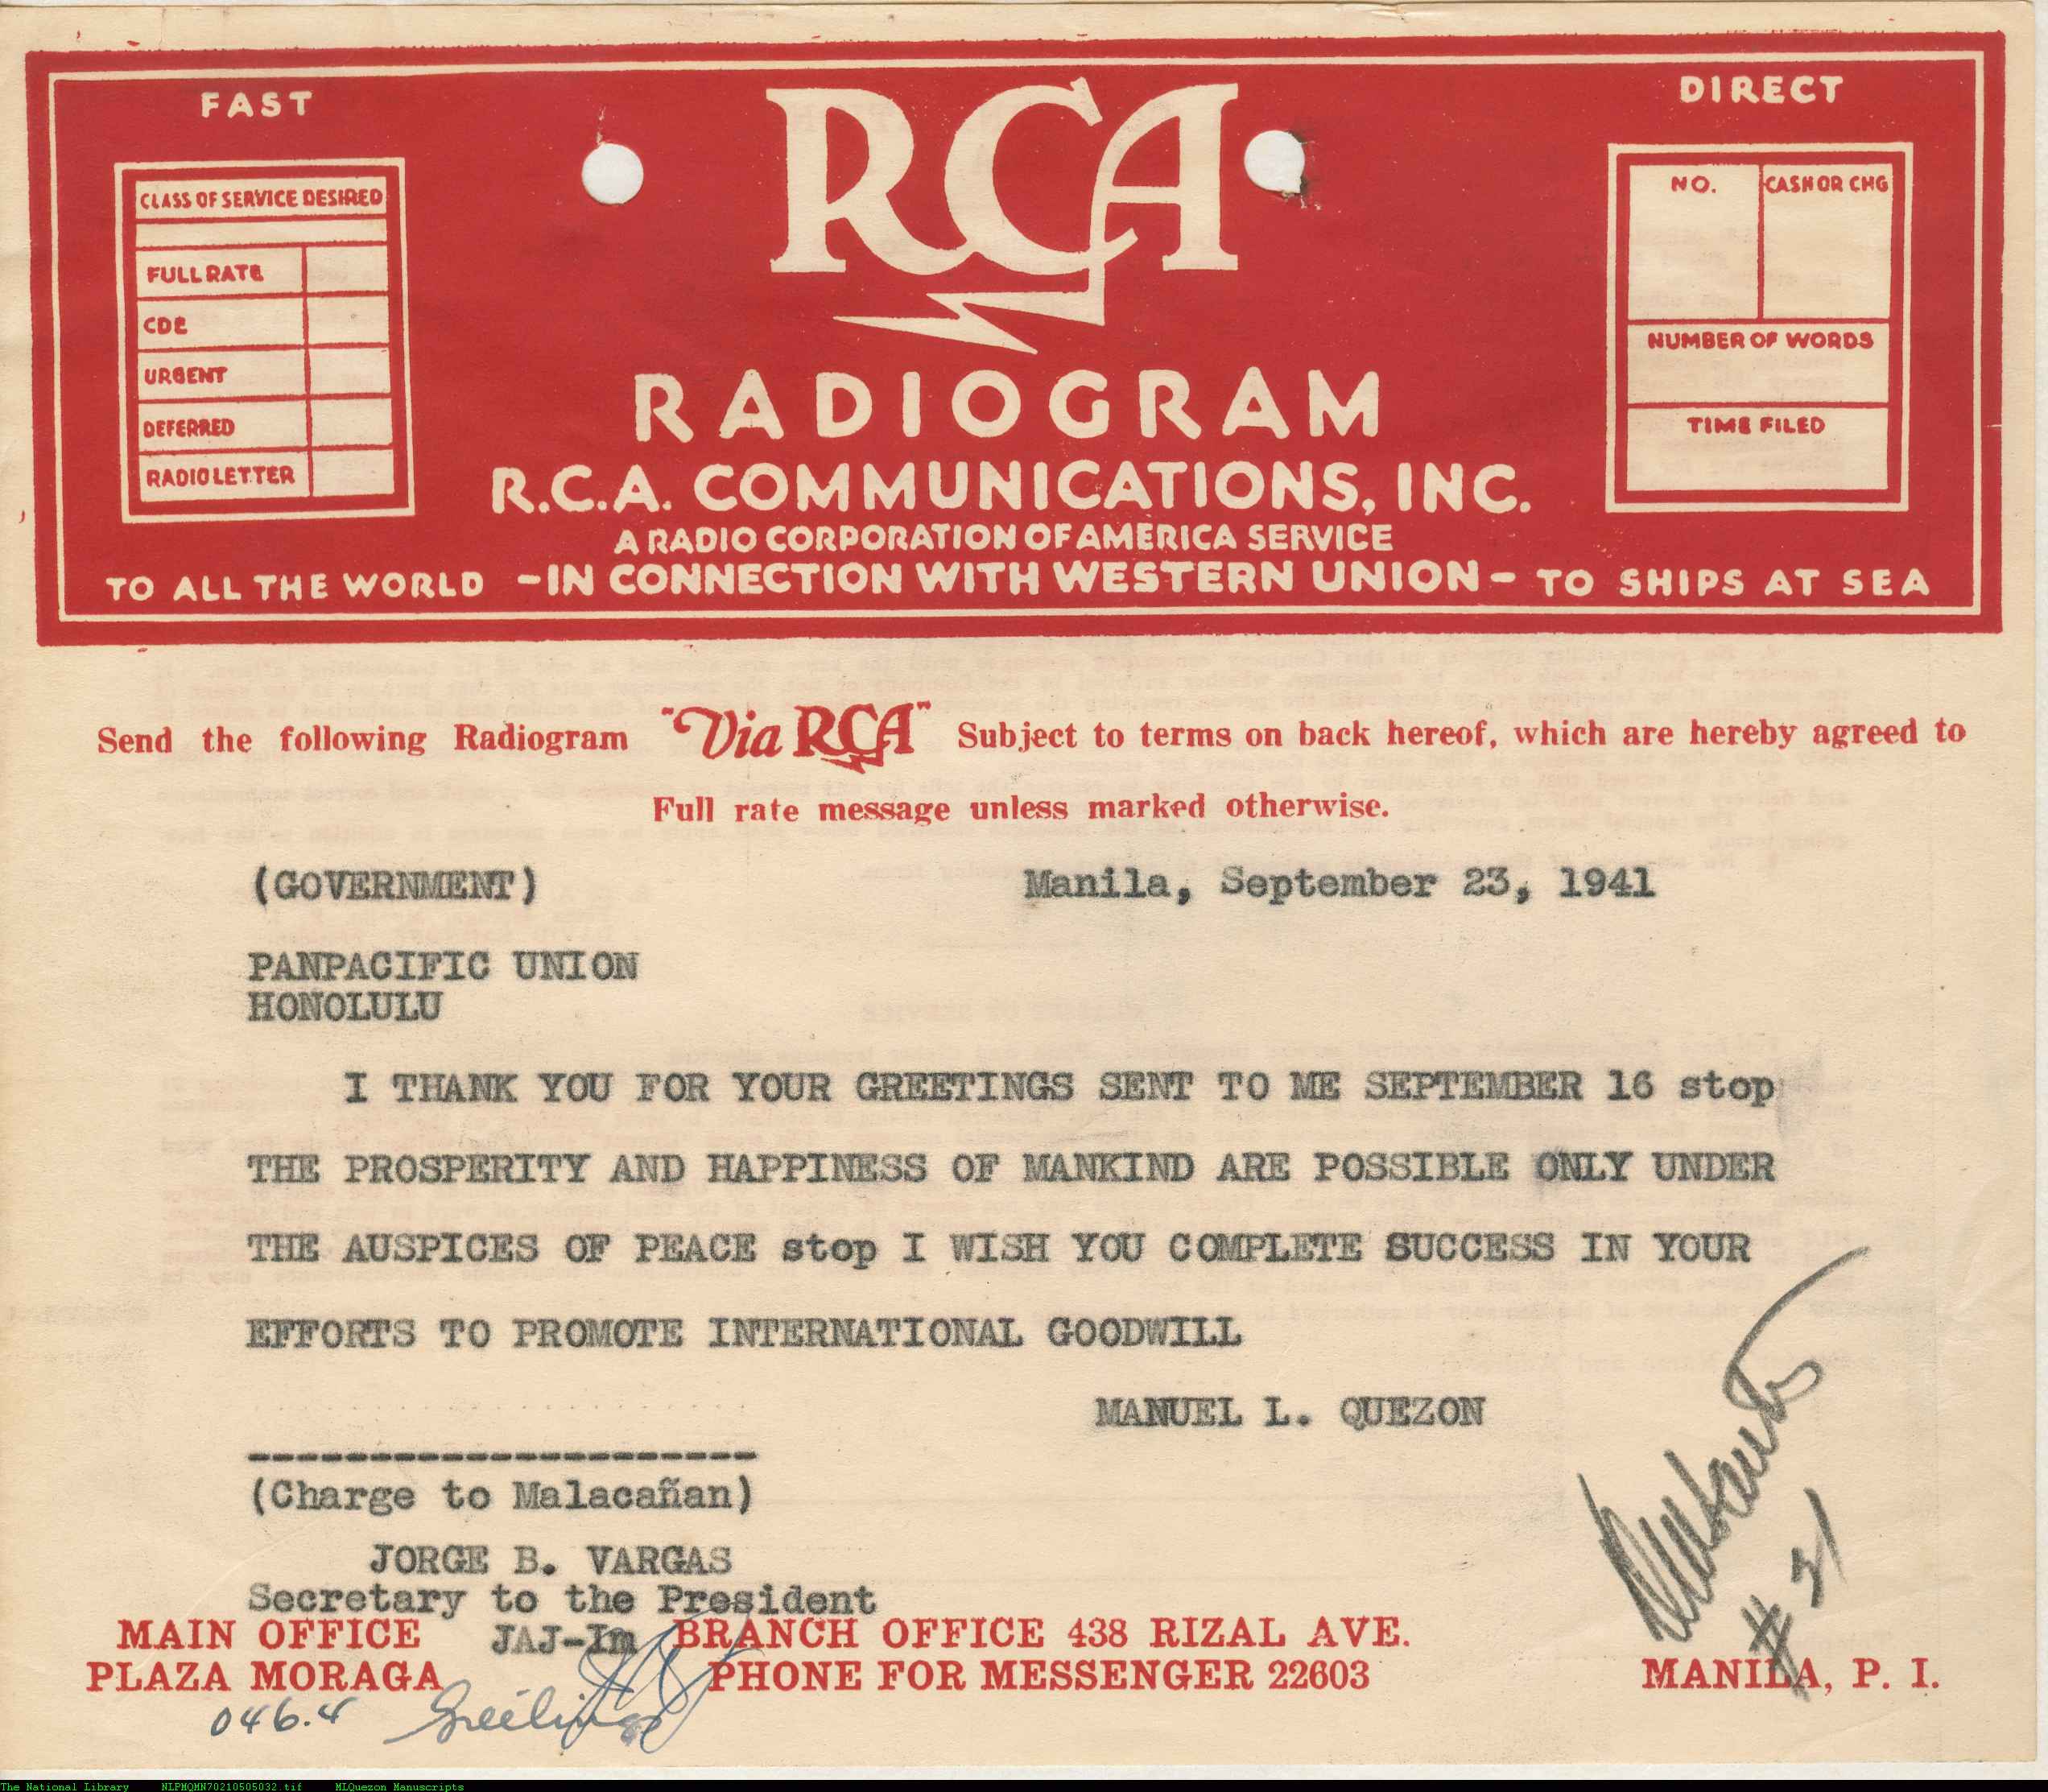 FAST
DIRECT
RCA
CLASS OF SERVICE DESIRED
FULL RATE
CDE
URGENT
DEFERRED
RADIOLETTER
NO.
CASH OR CHG
NUMBER OF WORDS
TIME FILED
RADIOGRAM
R.C.A. COMMUNICATIONS, INC.
A RADIO CORPORATION OF AMERICA SERVICE
TO ALL THE WORLD -IN CONNECTION WITH WESTERN UNION- TO SHIPS AT SEA
Send the following Radiogram "Via RCA" Subject to terms on back hereof, which are hereby agreed to
Full rate message unless marked otherwise.
(GOVERNMENT) Manila, September 23, 1941
PANPACIFIC UNION
HONOLULU
I THANK YOU FOR YOUR GREETINGS SENT TO ME SEPTEMBER 16 stop
THE PROSPERITY AND HAPPINESS OF MANKIND ARE POSSIBLE ONLY UNDER
THE AUSPICES OF PEACE stop I WISH YOU COMPLETE SUCCESS IN YOUR
EFFORTS TO PROMOTE INTERNATIONAL GOODWILL
MANUEL L. QUEZON
(Charge to Malacañan)
JORGE B. VARGAS
Secretary to the President
JAJ-Im
MAIN OFFICE
PLAZA MORAGA
BRANCH OFFICE 438 RIZAL AVE.
PHONE FOR MESSENGER 22603
MANILA, P. I.
# 21
046.4 Greetings
The National Library NLPMQMN70210505032.tif MLQuezon Manuscripts